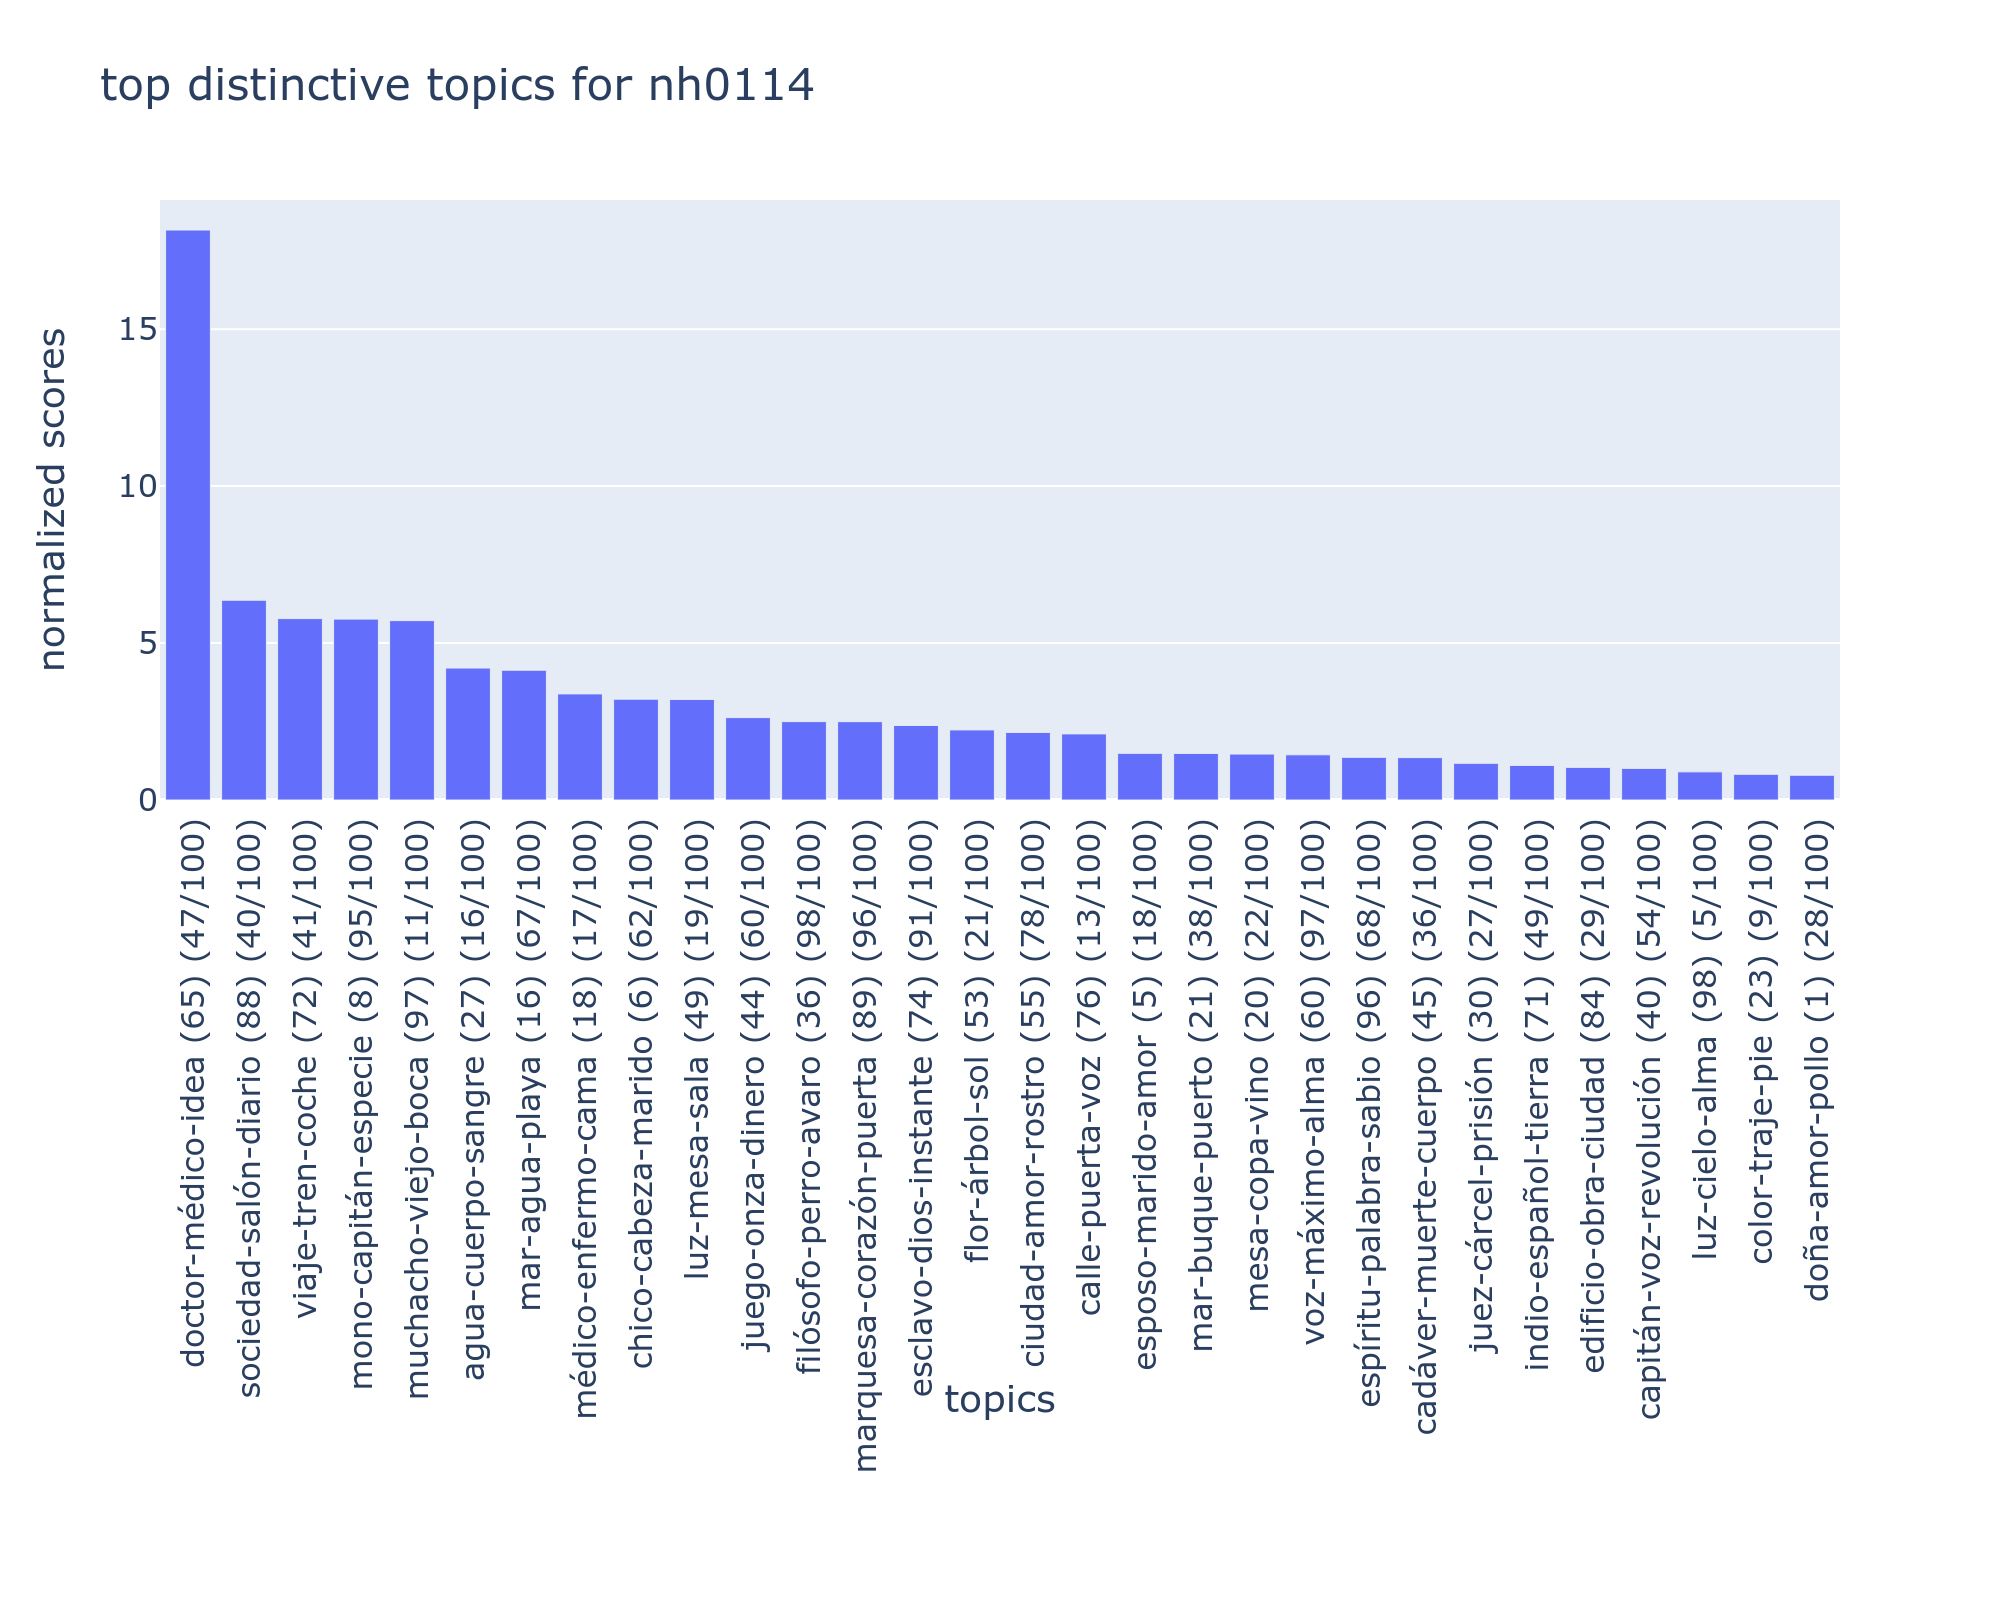 top distinctive topics for nh0114
normalized scores
15
10
5
0
doctor-médico-idea (65) (47/100)
sociedad-salón-diario (88) (40/100)
viaje-tren-coche (72) (41/100)
mono-capitán-especie (8) (95/100)
muchacho-viejo-boca (97) (11/100)
agua-cuerpo-sangre (27) (16/100)
mar-agua-playa (16) (67/100)
médico-enfermo-cama (18) (17/100)
chico-cabeza-marido (6) (62/100)
luz-mesa-sala (49) (19/100)
juego-onza-dinero (44) (60/100)
filósofo-perro-avaro (36) (98/100)
marquesa-corazón-puerta (89) (96/100)
esclavo-dios-instante (74) (91/100)
flor-árbol-sol (53) (21/100)
ciudad-amor-rostro (55) (78/100)
calle-puerta-voz (76) (13/100)
esposo-marido-amor (5) (18/100)
mar-buque-puerto (21) (38/100)
mesa-copa-vino (20) (22/100)
voz-máximo-alma (60) (97/100)
espíritu-palabra-sabio (96) (68/100)
cadáver-muerte-cuerpo (45) (36/100)
juez-cárcel-prisión (30) (27/100)
indio-español-tierra (71) (49/100)
edificio-obra-ciudad (84) (29/100)
capitán-voz-revolución (40) (54/100)
luz-cielo-alma (98) (5/100)
color-traje-pie (23) (9/100)
doña-amor-pollo (1) (28/100)
topics